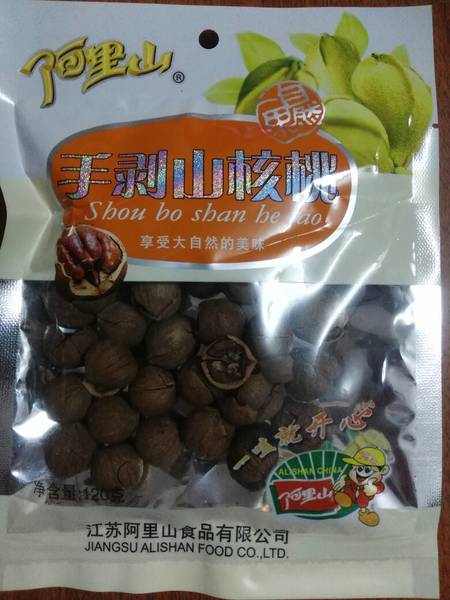 阿里山®
手剥山核桃
Shou bo shan he tao
享受大自然的美味
一士就开心
ALISHAN CHINA
阿里山
净含量:120克
江苏阿里山食品有限公司
JIANGSU ALISHAN FOOD CO.,LTD.